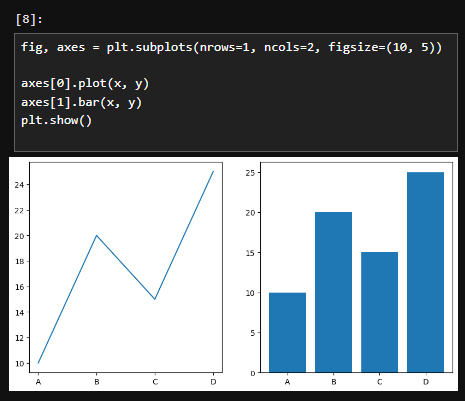 [8]:
fig, axes = plt.subplots(nrows=1, ncols=2, figsize=(10, 5))
axes[0].plot(x, y)
axes[1].bar(x, y)
plt.show()
24
22
20
18
16
14
12
10
A B C D
25
20
15
10
5
0
A B C D